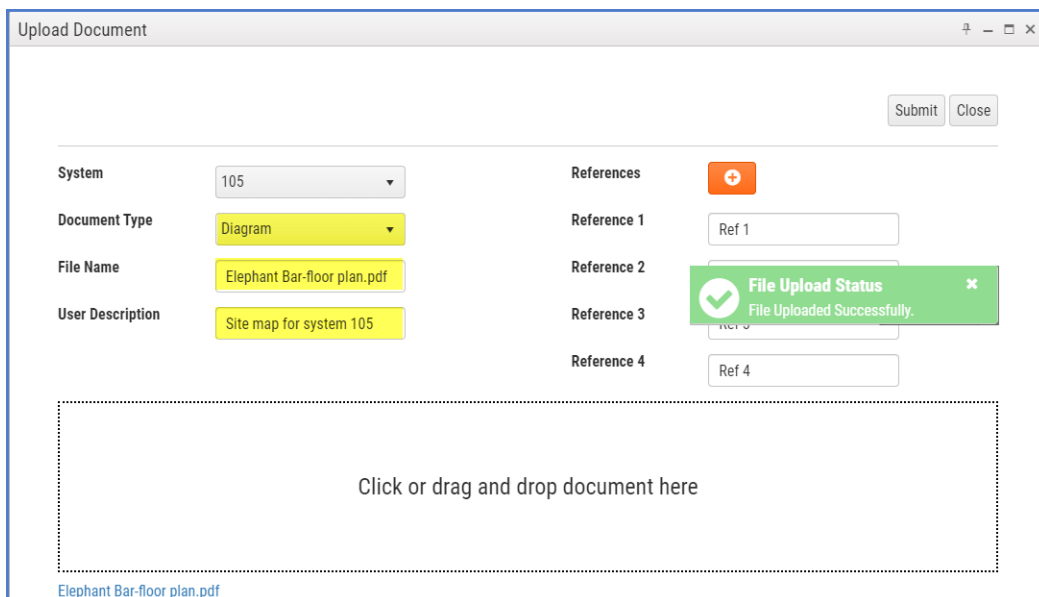 Upload Document
Submit Close
System
105
Document Type
Diagram
File Name
Elephant Bar-floor plan.pdf
User Description
Site map for system 105
References
Reference 1
Ref 1
Reference 2
Reference 3
Reference 4
Ref 4
File Upload Status
File Uploaded Successfully.
Click or drag and drop document here
Elephant Bar-floor plan.pdf